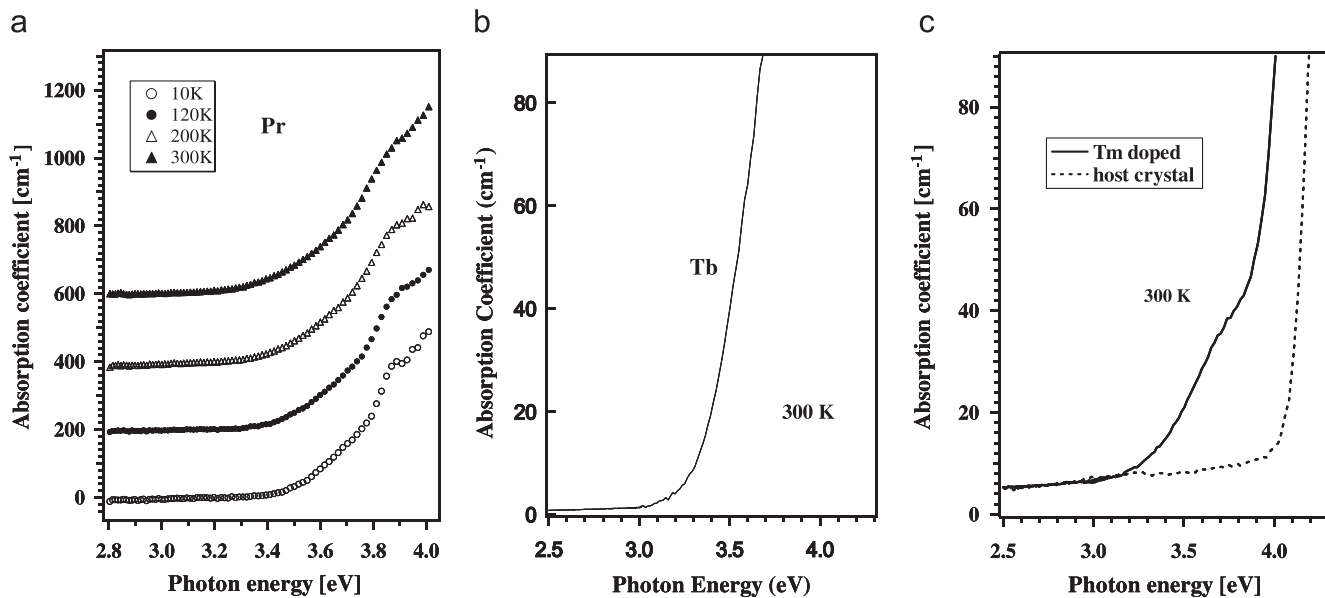 a
Absorption coefficient [cm-1]
1200
1000
800
600
400
200
0
10K
120K
200K
300K
Pr
2.8
3.0
3.2
3.4
3.6
3.8
4.0
Photon energy [eV]
b
Absorption Coefficient (cm-1)
80
60
40
20
0
Tb
300 K
2.5
3.0
3.5
4.0
Photon Energy (eV)
c
Absorption coefficient [cm-1]
80
60
40
20
0
Tm doped
host crystal
300 K
2.5
3.0
3.5
4.0
Photon energy [eV]